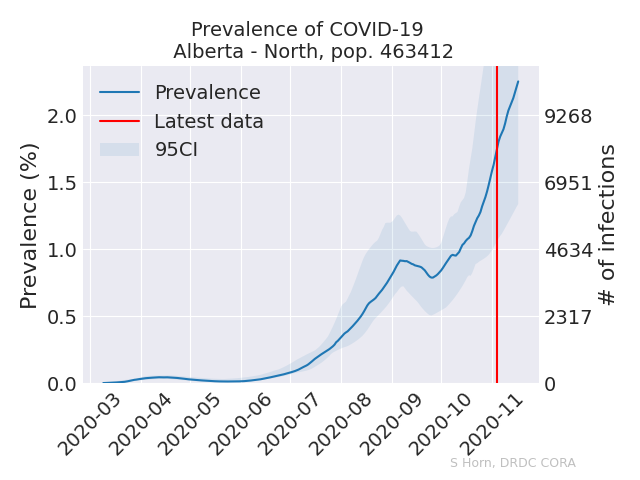 Prevalence of COVID-19
Alberta - North, pop. 463412
Prevalence
Latest data
95CI
Prevalence (%)
2.0
1.5
1.0
0.5
0.0
9268
6951
4634
2317
0
# of infections
2020-03
2020-04
2020-05
2020-06
2020-07
2020-08
2020-09
2020-10
2020-11
S Horn, DRDC CORA